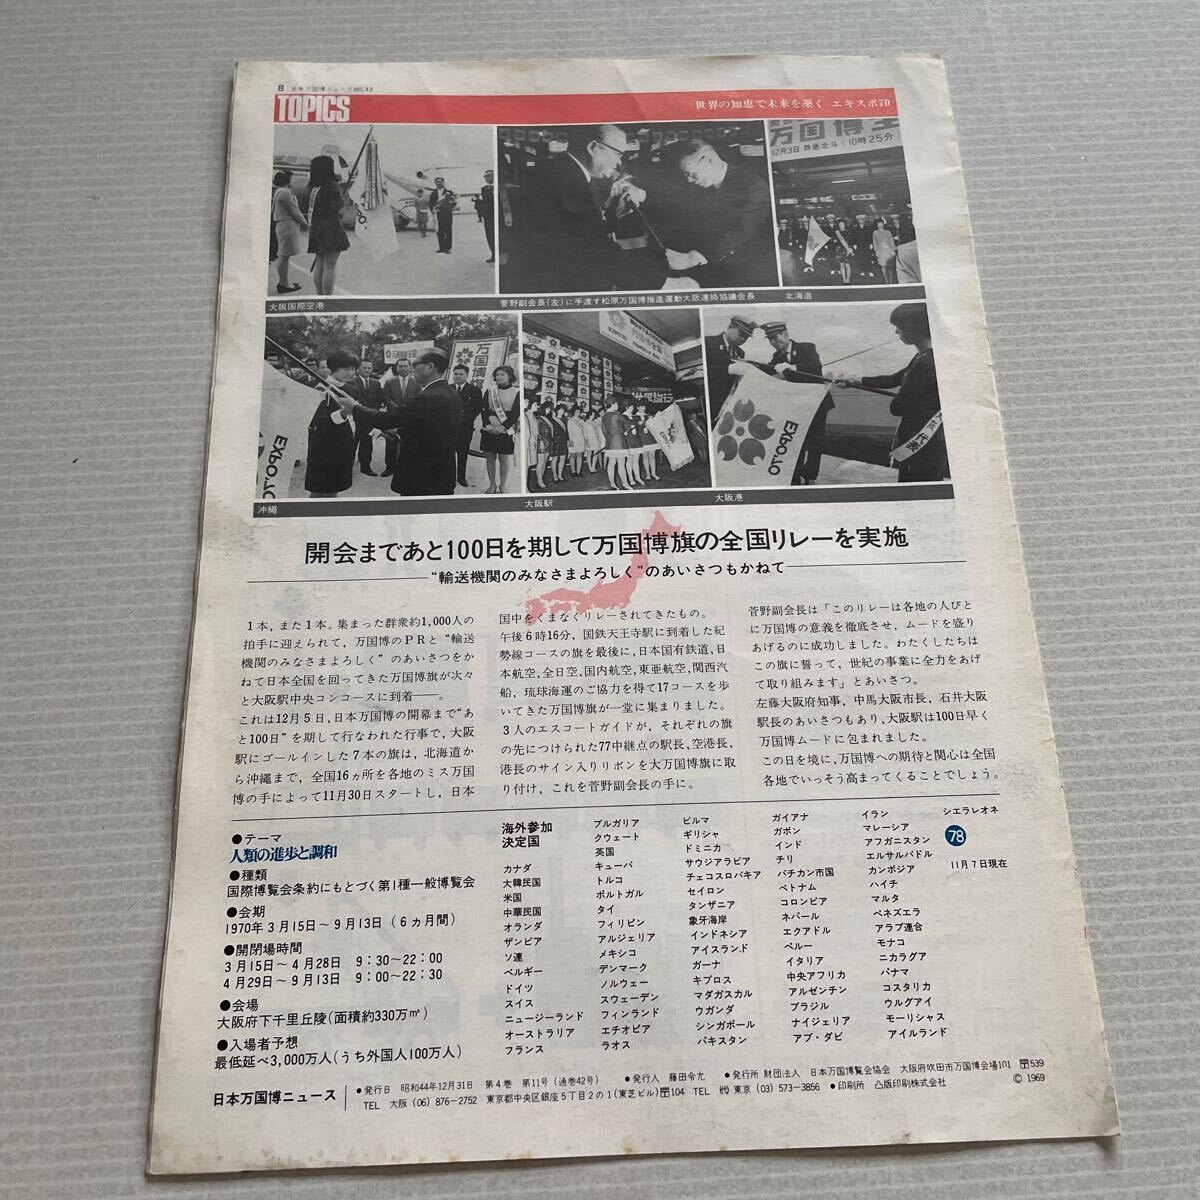 8 日本万国博ニュースNO.42
TOPICS
世界の知恵で未来を築く エキスポ70
万国博
12月3日 特急北斗 10時25分
大阪国際空港
菅野副会長(左)に手渡す松原万国博推進運動大阪連絡協議会長
北海道
EXPO'70
万国博
EXPO'70
EXPO'70
沖縄
大阪駅
大阪港
開会まであと100日を期して万国博旗の全国リレーを実施
“輸送機関のみなさまよろしく”のあいさつもかねて
1本，また1本。集まった群衆約1,000人の
拍手に迎えられて，万国博のPRと“輸送
機関のみなさまよろしく”のあいさつをか
ねて日本全国を回ってきた万国博旗が次々
と大阪駅中央コンコースに到着――。
これは12月5日，日本万国博の開幕まで“あ
と100日”を期して行なわれた行事で，大阪
駅にゴールインした7本の旗は，北海道か
ら沖縄まで，全国16ヵ所を各地のミス万国
博の手によって11月30日スタートし，日本
国中をくまなくリレーされてきたもの。
午後6時16分，国鉄天王寺駅に到着した紀
勢線コースの旗を最後に，日本国有鉄道，日
本航空，全日空，国内航空，東亜航空，関西汽
船，琉球海運のご協力を得て17コースを歩
いてきた万国博旗が一堂に集まりました。
3人のエスコートガイドが，それぞれの旗
の先につけられた77中継点の駅長，空港長，
港長のサイン入りリボンを大万国博旗に取
り付け，これを菅野副会長の手に。
菅野副会長は「このリレーは各地の人びと
に万国博の意義を徹底させ，ムードを盛り
あげるのに成功しました。わたくしたちは
この旗に誓って，世紀の事業に全力をあげ
て取り組みます」とあいさつ。
左藤大阪府知事，中馬大阪市長，石井大阪
駅長のあいさつもあり，大阪駅は100日早く
万国博ムードに包まれました。
この日を境に，万国博への期待と関心は全国
各地でいっそう高まってくることでしょう。
●テーマ
人類の進歩と調和
●種類
国際博覧会条約にもとづく第1種一般博覧会
●会期
1970年3月15日～9月13日（6ヵ月間）
●開閉場時間
3月15日～4月28日 9：30～22：00
4月29日～9月13日 9：00～22：30
●会場
大阪府下千里丘陵(面積約330万㎡)
●入場者予想
最低延べ3,000万人(うち外国人100万人)
海外参加
決定国
カナダ
大韓民国
米国
中華民国
オランダ
ザンビア
ソ連
ベルギー
ドイツ
スイス
ニュージーランド
オーストラリア
フランス
ブルガリア
クウェート
英国
キューバ
トルコ
ポルトガル
タイ
フィリピン
アルジェリア
メキシコ
デンマーク
ノルウェー
スウェーデン
フィンランド
エチオピア
ラオス
ビルマ
ギリシャ
ドミニカ
サウジアラビア
チェコスロバキア
セイロン
タンザニア
象牙海岸
インドネシア
アイスランド
ガーナ
キプロス
マダガスカル
ウガンダ
シンガポール
パキスタン
ガイアナ
ガボン
インド
チリ
バチカン市国
ベトナム
コロンビア
ネパール
エクアドル
ペルー
イタリア
中央アフリカ
アルゼンチン
ブラジル
ナイジェリア
アブ・ダビ
イラン
マレーシア
アフガニスタン
エルサルバドル
カンボジア
ハイチ
マルタ
ベネズエラ
アラブ連合
モナコ
ニカラグア
パナマ
コスタリカ
ウルグアイ
モーリシャス
アイルランド
シエラレオネ
78
11月7日現在
日本万国博ニュース
●発行日 昭和44年12月31日 第4巻 第11号(通巻42号) ●発行人 藤田令允 ●発行所 財団法人 日本万国博覧会協会 大阪府吹田市万国博会場101 〒539
TEL 大阪(06)876-2752 東京都中央区銀座5丁目2の1(東芝ビル)〒104 TEL 代 東京(03)573-3856 ●印刷所 凸版印刷株式会社 ©1969